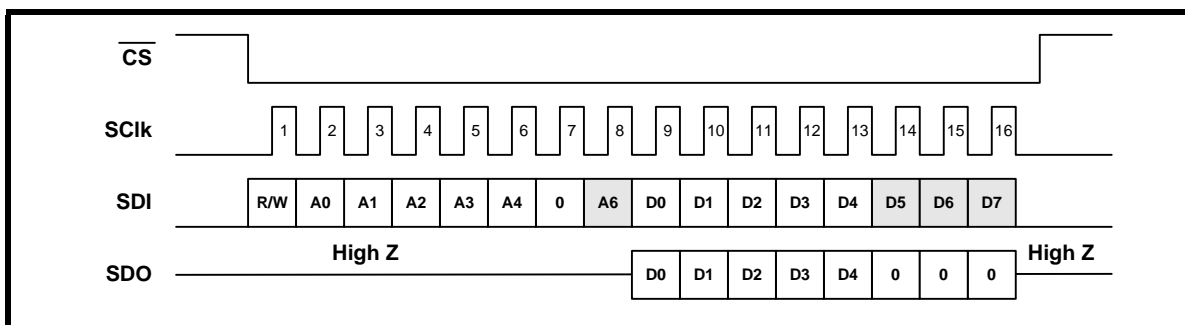 CS
SClk 1 2 3 4 5 6 7 8 9 10 11 12 13 14 15 16
SDI R/W A0 A1 A2 A3 A4 0 A6 D0 D1 D2 D3 D4 D5 D6 D7
High Z High Z
SDO D0 D1 D2 D3 D4 0 0 0